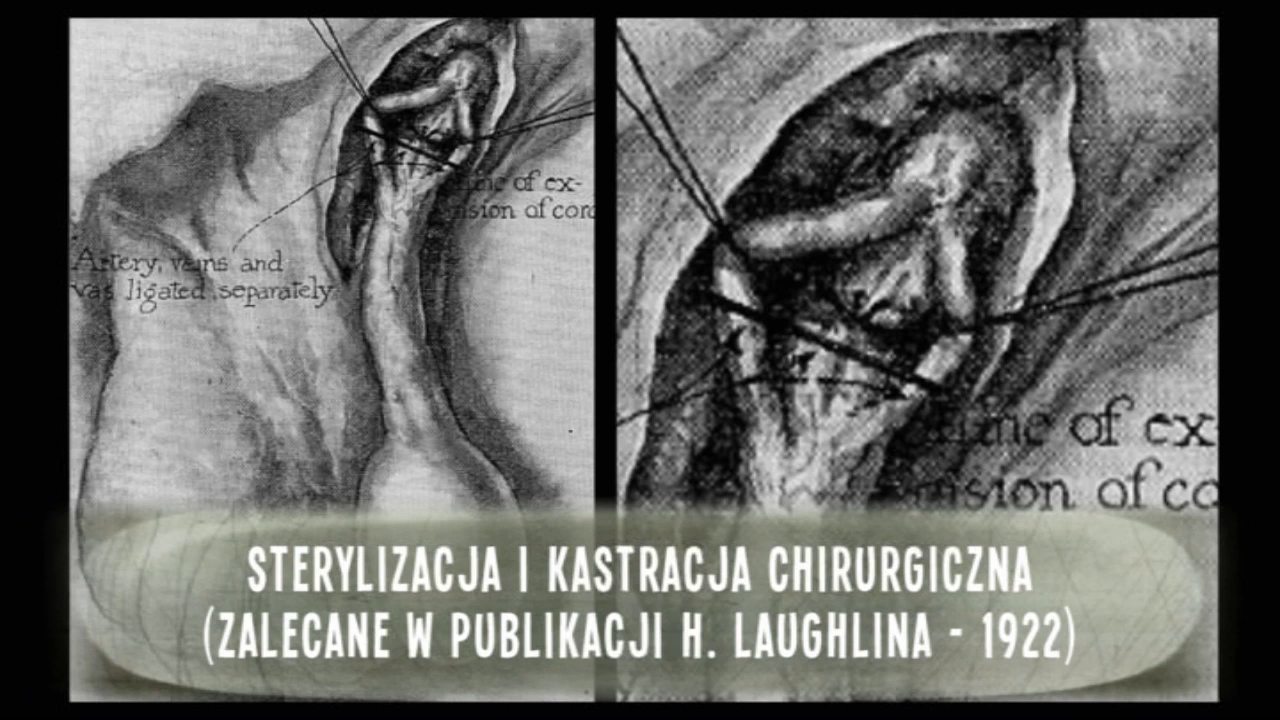 of ex-
sion of cord
Artery, veins and
vas ligated separately
of ex
sion of co
STERYLIZACJA I KASTRACJA CHIRURGICZNA
(ZALECANE W PUBLIKACJI H. LAUGHLINA - 1922)